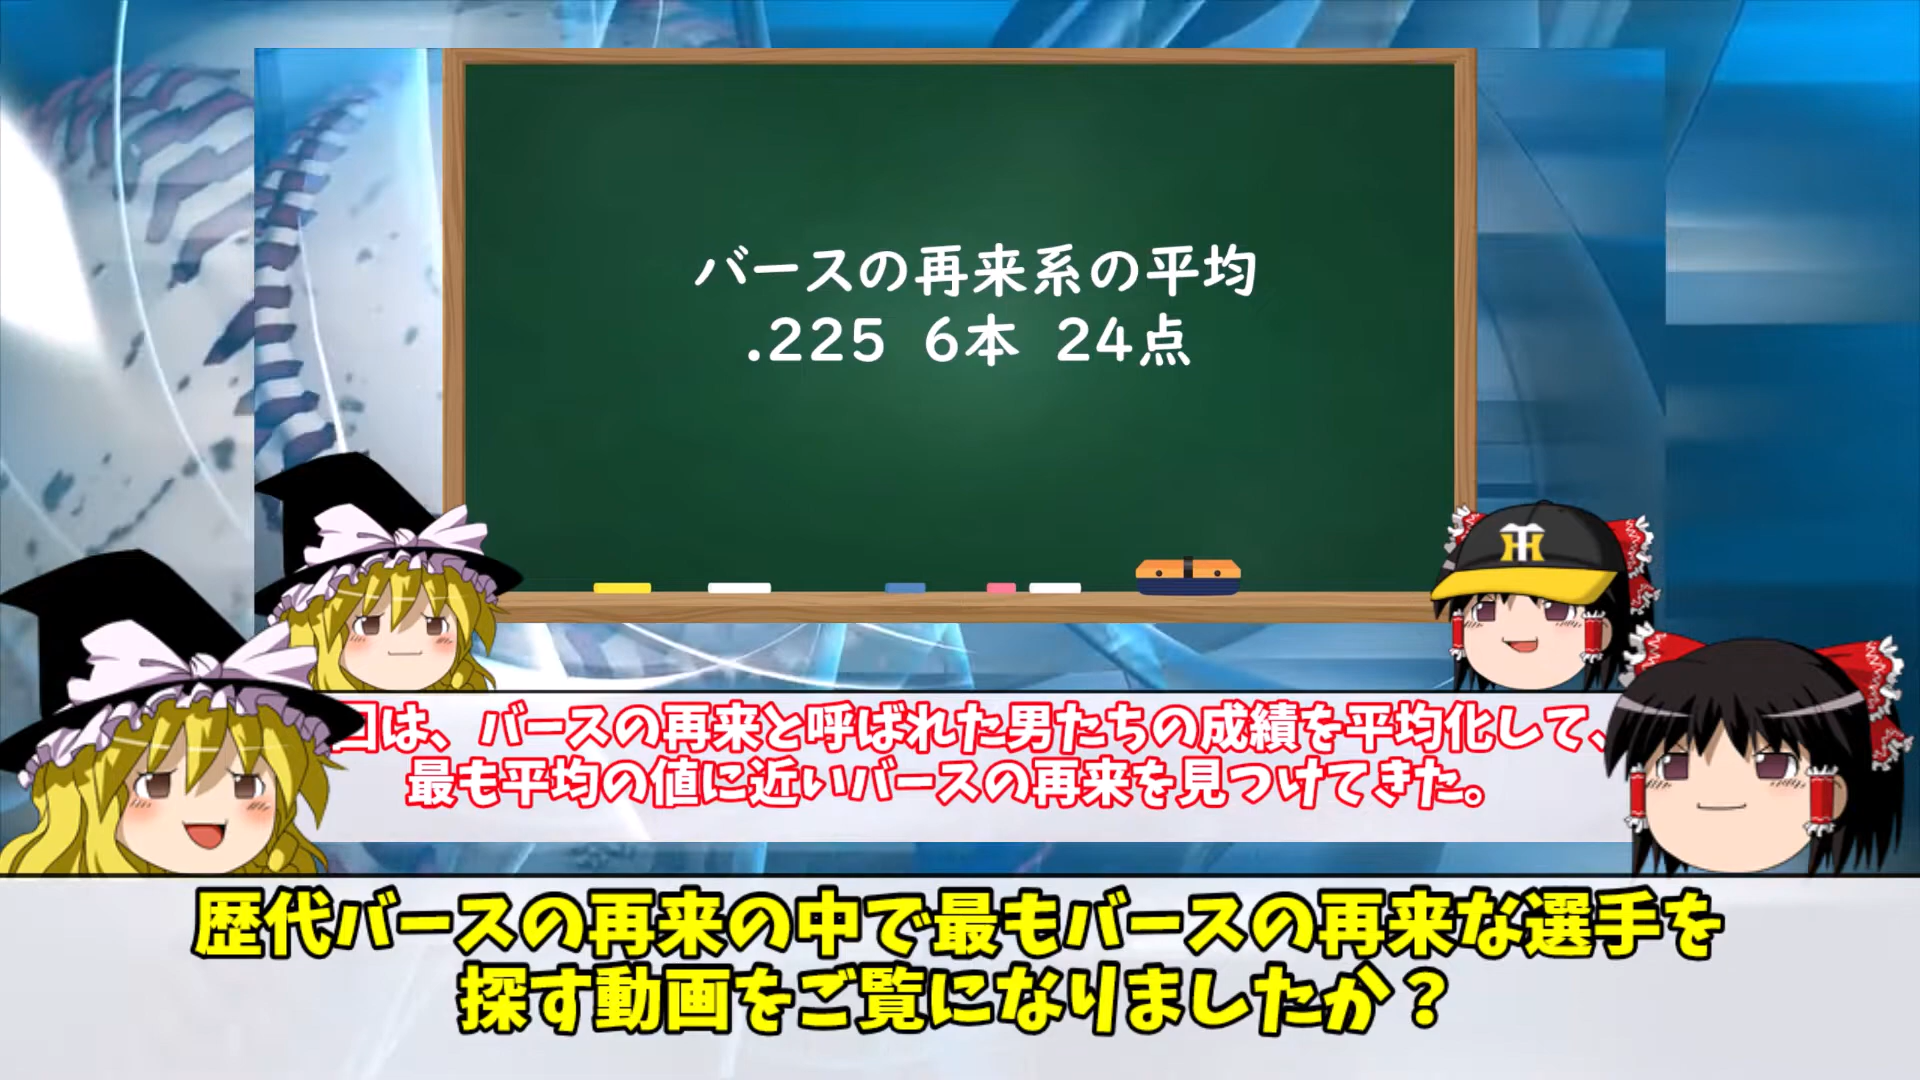 バースの再来系の平均
.225 6本 24点
日は、バースの再来と呼ばれた男たちの成績を平均化して、
最も平均の値に近いバースの再来を見つけてきた。
歴代バースの再来の中で最もバースの再来な選手を
探す動画をご覧になりましたか？